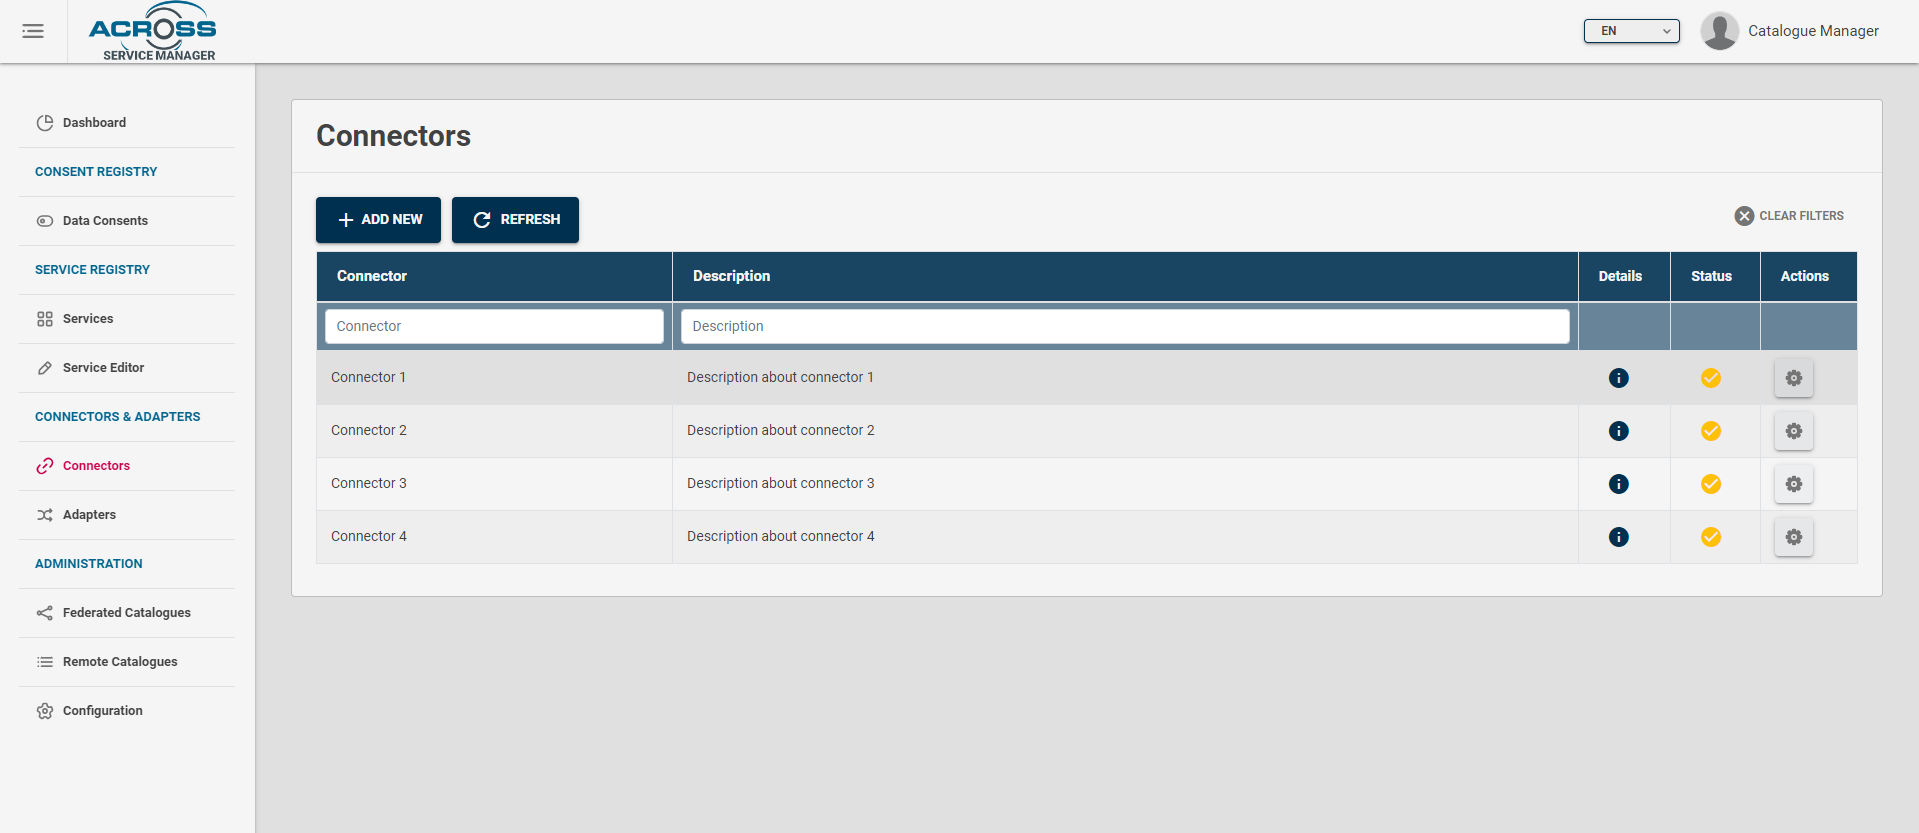 ACROSS
SERVICE MANAGER
EN
Catalogue Manager
Dashboard
CONSENT REGISTRY
Data Consents
SERVICE REGISTRY
Services
Service Editor
CONNECTORS & ADAPTERS
Connectors
Adapters
ADMINISTRATION
Federated Catalogues
Remote Catalogues
Configuration
Connectors
ADD NEW
REFRESH
CLEAR FILTERS
Connector Description Details Status Actions
Connector Description
Connector 1 Description about connector 1
Connector 2 Description about connector 2
Connector 3 Description about connector 3
Connector 4 Description about connector 4